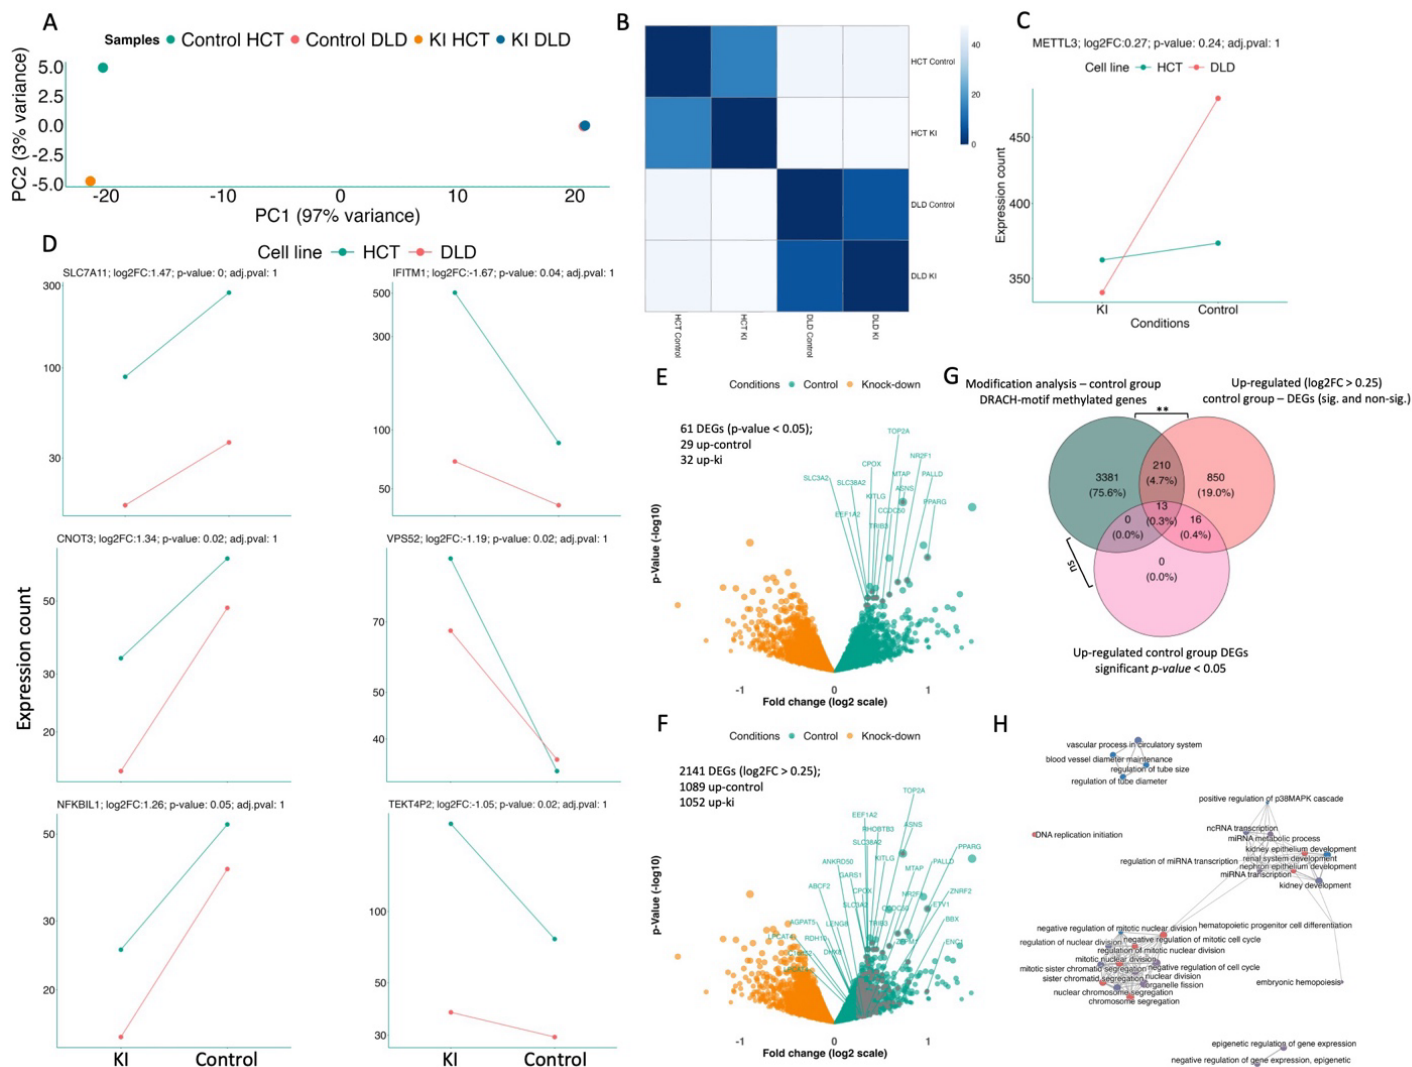 A
Samples Control HCT Control DLD KI HCT KI DLD
PC2 (3% variance)
5.0
2.5
0.0
-2.5
-5.0
-20 -10 0 10 20
PC1 (97% variance)
B
HCT Control
HCT KI
DLD Control
DLD KI
HCT Control
HCT KI
DLD Control
DLD KI
40
20
0
C
METTL3; log2FC:0.27; p-value: 0.24; adj.pval: 1
Cell line HCT DLD
Expression count
450
400
350
KI Control
Conditions
D
Cell line HCT DLD
Expression count
SLC7A11; log2FC:1.47; p-value: 0; adj.pval: 1
300
100
30
IFITM1; log2FC:-1.67; p-value: 0.04; adj.pval: 1
500
300
100
50
CNOT3; log2FC:1.34; p-value: 0.02; adj.pval: 1
50
30
20
VPS52; log2FC:-1.19; p-value: 0.02; adj.pval: 1
70
50
40
NFKBIL1; log2FC:1.26; p-value: 0.05; adj.pval: 1
50
30
20
TEKT4P2; log2FC:-1.05; p-value: 0.02; adj.pval: 1
100
50
30
KI Control
KI Control
E
Conditions Control Knock-down
61 DEGs (p-value < 0.05);
29 up-control
32 up-ki
TOP2A
NR2F1
CPOX
MTAP
PALLD
SLC3A2
SLC38A2
ASNS
KITLG
PPARG
EEF1A2
CCDC50
TRIB3
p-Value (-log10)
-1 0 1
Fold change (log2 scale)
F
Conditions Control Knock-down
2141 DEGs (log2FC > 0.25);
1089 up-control
1052 up-ki
TOP2A
EEF1A2
RHOBTB3
ASNS
SLC38A2
PPARG
ANKRD50
KITLG
PALLD
GARS1
MTAP
ABCF2
CPOX
NR2F1
ZNRF2
SLC3A2
CCDC50
ETV1
AGPAT5
LENG8
TRIB3
BBX
RDH10
ENC1
DHX8
p-Value (-log10)
-1 0 1
Fold change (log2 scale)
G
Modification analysis – control group
DRACH-motif methylated genes
Up-regulated (log2FC > 0.25)
control group – DEGs (sig. and non-sig.)
**
3381
(75.6%)
210
(4.7%)
850
(19.0%)
13
(0.3%)
0
(0.0%)
16
(0.4%)
0
(0.0%)
ns
Up-regulated control group DEGs
significant p-value < 0.05
H
vascular process in circulatory system
blood vessel diameter maintenance
regulation of tube size
regulation of tube diameter
positive regulation of p38MAPK cascade
DNA replication initiation
ncRNA transcription
miRNA metabolic process
kidney epithelium development
regulation of miRNA transcription
renal system development
nephron epithelium development
miRNA transcription
kidney development
negative regulation of mitotic nuclear division
hematopoietic progenitor cell differentiation
regulation of nuclear division
negative regulation of mitotic cell cycle
regulation of mitotic nuclear division
mitotic nuclear division
mitotic sister chromatid segregation
negative regulation of cell cycle
sister chromatid segregation
nuclear division
organelle fission
embryonic hemopoiesis
nuclear chromosome segregation
chromosome segregation
epigenetic regulation of gene expression
negative regulation of gene expression, epigenetic